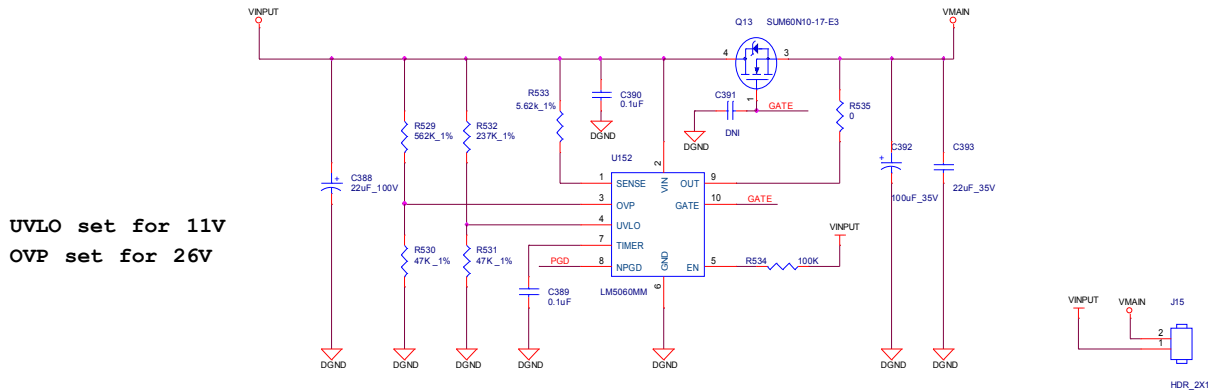 VINPUT
Q13 SUM60N10-17-E3
VMAIN
4
3
1
R533
5.62k_1%
C390
0.1uF
DGND
C391
DNI
DGND
GATE
R535
0
R529
562K_1%
R532
237K_1%
C388
22uF_100V
U152
2
1 SENSE
VIN
OUT 9
3 OVP
GATE 10
GATE
4 UVLO
7 TIMER
PGD
8 NPGD
GND
EN 5
6
LM5060MM
R534 100K
VINPUT
C392
100uF_35V
C393
22uF_35V
UVLO set for 11V
OVP set for 26V
R530
47K_1%
R531
47K_1%
C389
0.1uF
DGND
DGND
DGND
DGND
DGND
DGND
DGND
VINPUT
VMAIN
J15
2
1
HDR_2X1